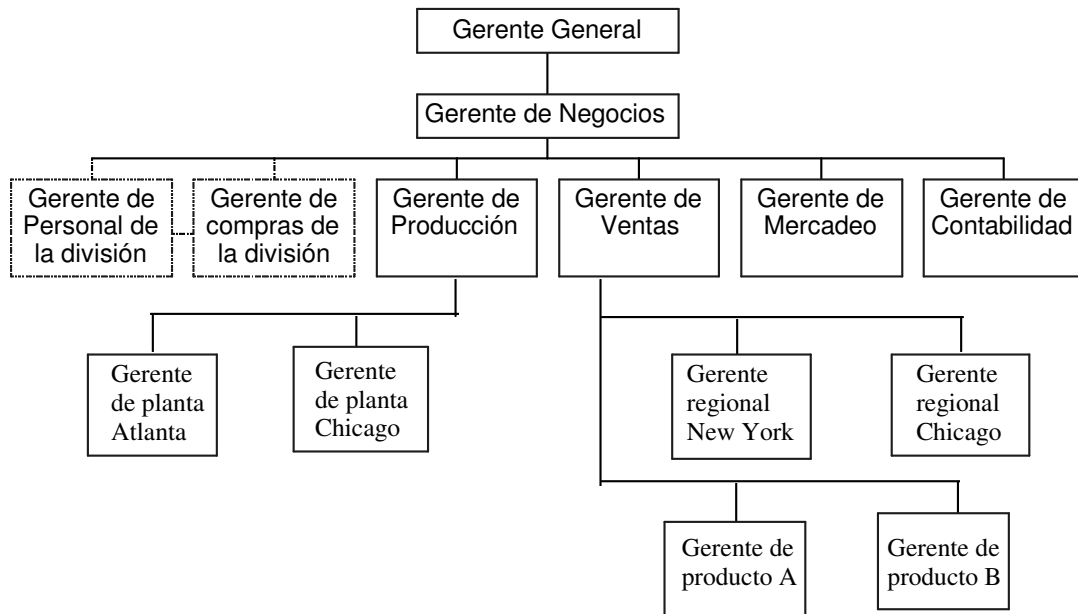 Gerente General
Gerente de Negocios
Gerente de
Personal de
la división
Gerente de
compras de
la división
Gerente de
Producción
Gerente de
Ventas
Gerente de
Mercadeo
Gerente de
Contabilidad
Gerente
de planta
Atlanta
Gerente
de planta
Chicago
Gerente
regional
New York
Gerente
regional
Chicago
Gerente de
producto A
Gerente de
producto B